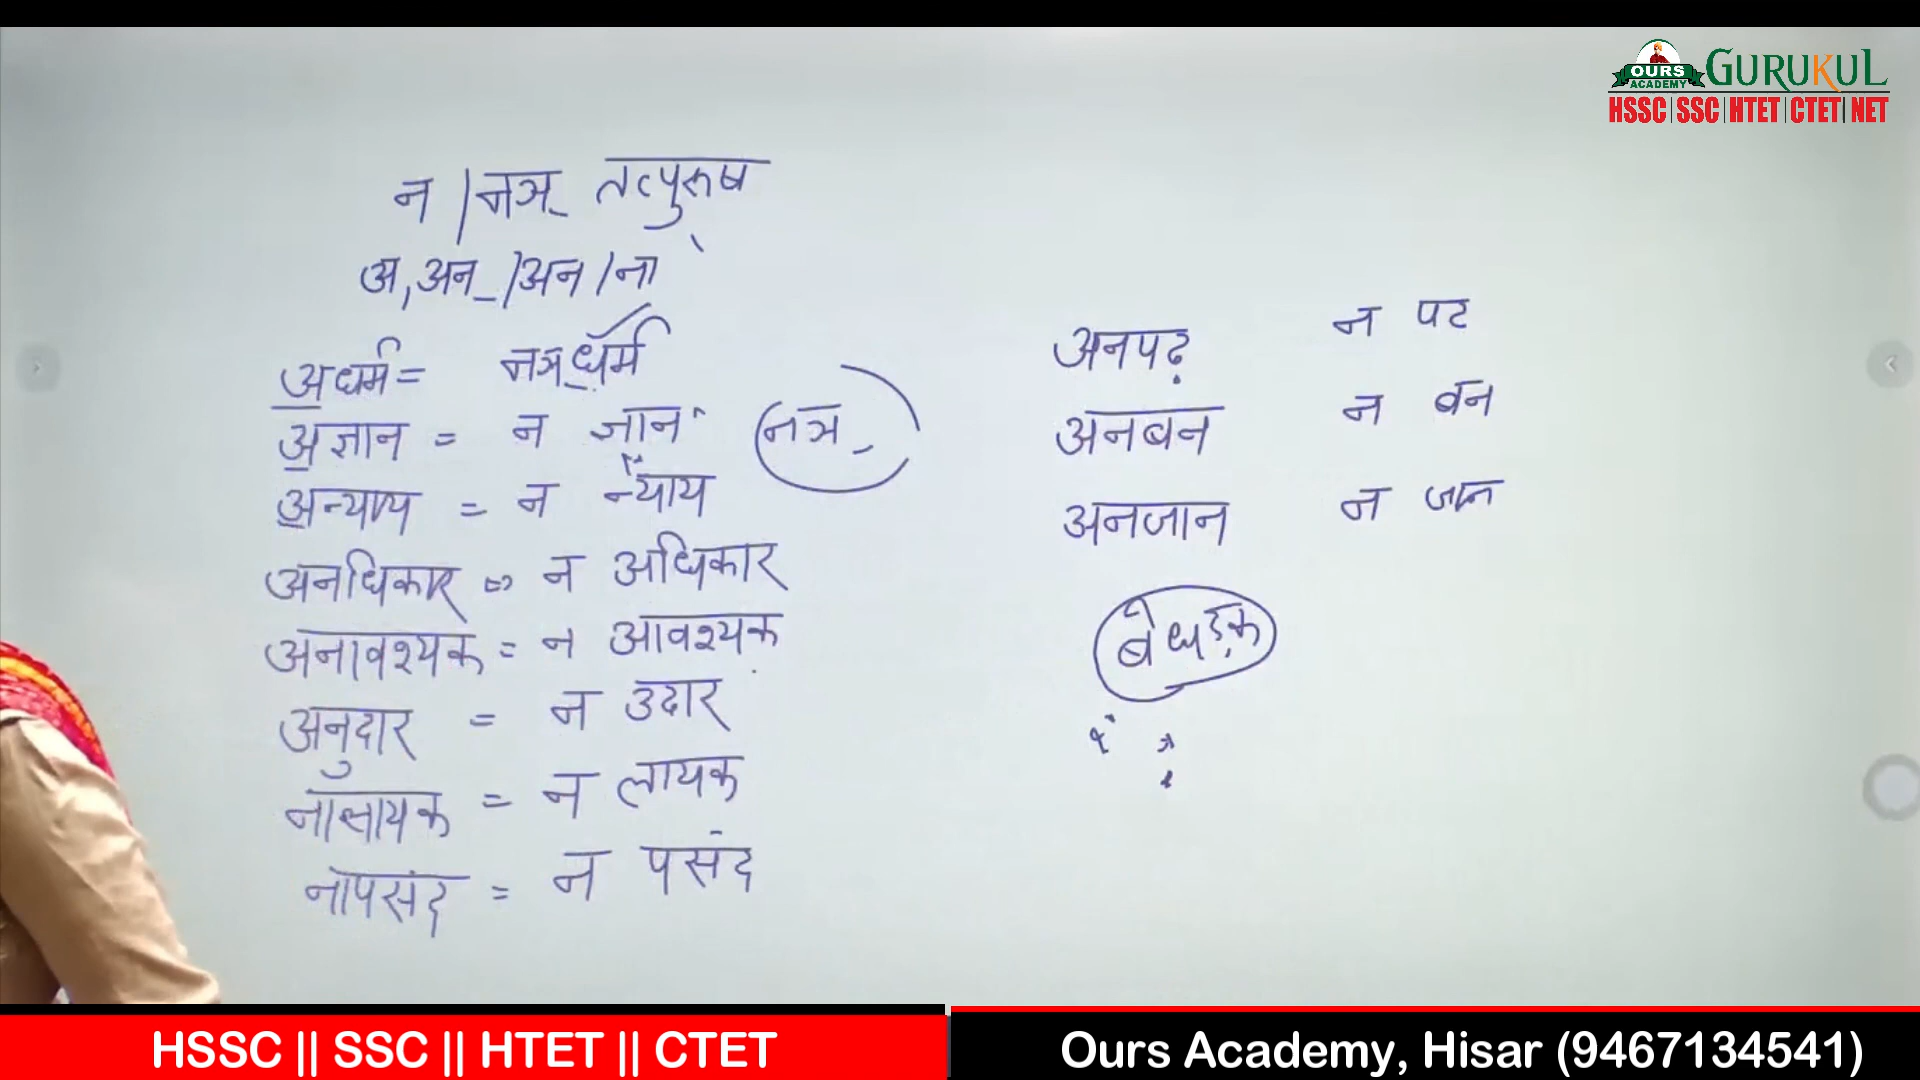 OURS ACADEMY GURUKUL
HSSC | SSC | HTET | CTET | NET
न / नञ् तत्पुरुष
अ, अन् / अन / ना
अधर्म = नञ् धर्म
अज्ञान = न ज्ञान
नञ्
अन्याय = न न्याय
अनधिकार = न अधिकार
अनावश्यक = न आवश्यक
अनुदार = न उदार
नालायक = न लायक
नापसंद = न पसंद
अनपढ़ न पढ
अनबन न बन
अनजान न जान
बेधड़क
HSSC || SSC || HTET || CTET
Ours Academy, Hisar (9467134541)